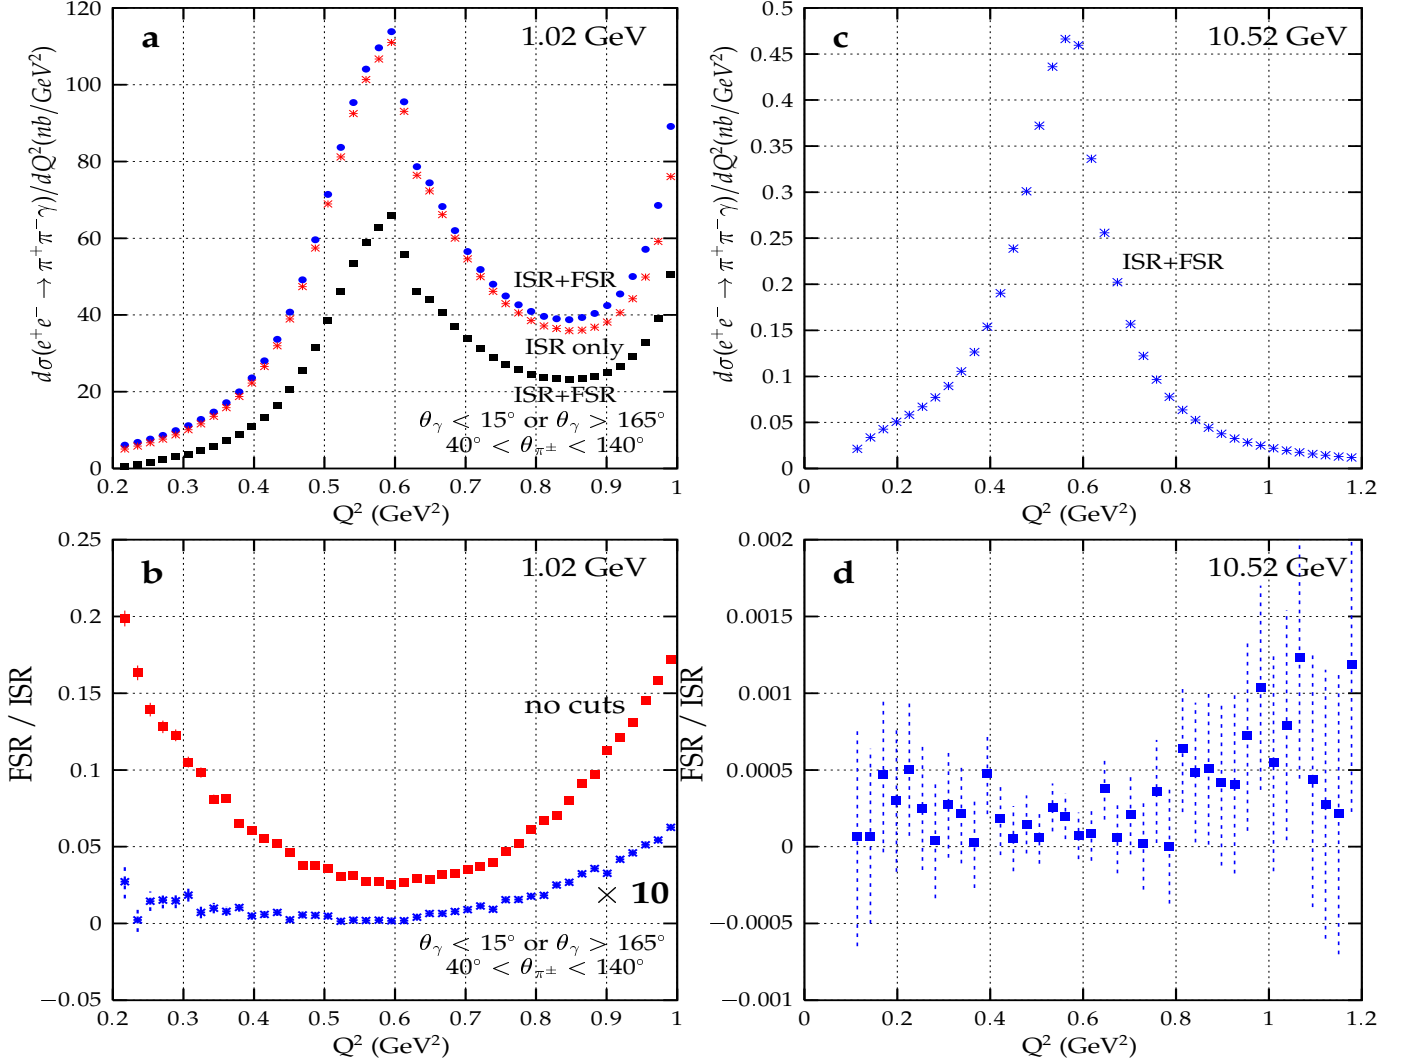 a
1.02 GeV
dσ(e⁺e⁻ → π⁺π⁻γ)/dQ²(nb/GeV²)
120
100
80
60
40
20
0
ISR+FSR
ISR only
ISR+FSR
θγ < 15° or θγ > 165°
40° < θπ± < 140°
0.2 0.3 0.4 0.5 0.6 0.7 0.8 0.9 1
Q² (GeV²)
c
10.52 GeV
dσ(e⁺e⁻ → π⁺π⁻γ)/dQ²(nb/GeV²)
0.5
0.45
0.4
0.35
0.3
0.25
0.2
0.15
0.1
0.05
0
ISR+FSR
0 0.2 0.4 0.6 0.8 1 1.2
Q² (GeV²)
b
1.02 GeV
FSR / ISR
0.25
0.2
0.15
0.1
0.05
0
−0.05
no cuts
× 10
θγ < 15° or θγ > 165°
40° < θπ± < 140°
0.2 0.3 0.4 0.5 0.6 0.7 0.8 0.9 1
Q² (GeV²)
d
10.52 GeV
FSR / ISR
0.002
0.0015
0.001
0.0005
0
−0.0005
−0.001
0 0.2 0.4 0.6 0.8 1 1.2
Q² (GeV²)